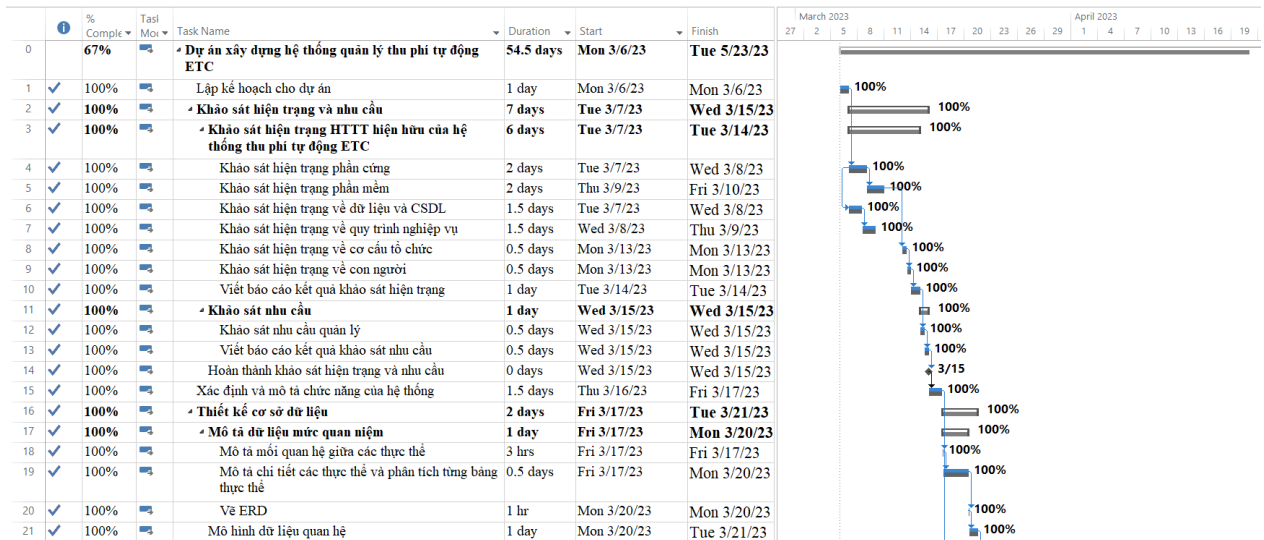 March 2023 April 2023
% Comple Task Mod Task Name Duration Start Finish 27 2 5 8 11 14 17 20 23 26 29 1 4 7 10 13 16 19
0 67% Dự án xây dựng hệ thống quản lý thu phí tự động 54.5 days Mon 3/6/23 Tue 5/23/23
ETC
1 100% Lập kế hoạch cho dự án 1 day Mon 3/6/23 Mon 3/6/23 100%
2 100% Khảo sát hiện trạng và nhu cầu 7 days Tue 3/7/23 Wed 3/15/23 100%
3 100% Khảo sát hiện trạng HTTT hiện hữu của hệ 6 days Tue 3/7/23 Tue 3/14/23 100%
thống thu phí tự động ETC
4 100% Khảo sát hiện trạng phần cứng 2 days Tue 3/7/23 Wed 3/8/23 100%
5 100% Khảo sát hiện trạng phần mềm 2 days Thu 3/9/23 Fri 3/10/23 100%
6 100% Khảo sát hiện trạng về dữ liệu và CSDL 1.5 days Tue 3/7/23 Wed 3/8/23 100%
7 100% Khảo sát hiện trạng về quy trình nghiệp vụ 1.5 days Wed 3/8/23 Thu 3/9/23 100%
8 100% Khảo sát hiện trạng về cơ cấu tổ chức 0.5 days Mon 3/13/23 Mon 3/13/23 100%
9 100% Khảo sát hiện trạng về con người 0.5 days Mon 3/13/23 Mon 3/13/23 100%
10 100% Viết báo cáo kết quả khảo sát hiện trạng 1 day Tue 3/14/23 Tue 3/14/23 100%
11 100% Khảo sát nhu cầu 1 day Wed 3/15/23 Wed 3/15/23 100%
12 100% Khảo sát nhu cầu quản lý 0.5 days Wed 3/15/23 Wed 3/15/23 100%
13 100% Viết báo cáo kết quả khảo sát nhu cầu 0.5 days Wed 3/15/23 Wed 3/15/23 100%
14 100% Hoàn thành khảo sát hiện trạng và nhu cầu 0 days Wed 3/15/23 Wed 3/15/23 3/15
15 100% Xác định và mô tả chức năng của hệ thống 1.5 days Thu 3/16/23 Fri 3/17/23 100%
16 100% Thiết kế cơ sở dữ liệu 2 days Fri 3/17/23 Tue 3/21/23 100%
17 100% Mô tả dữ liệu mức quan niệm 1 day Fri 3/17/23 Mon 3/20/23 100%
18 100% Mô tả mối quan hệ giữa các thực thể 3 hrs Fri 3/17/23 Fri 3/17/23 100%
19 100% Mô tả chi tiết các thực thể và phân tích từng bảng 0.5 days Fri 3/17/23 Mon 3/20/23 100%
thực thể
20 100% Vẽ ERD 1 hr Mon 3/20/23 Mon 3/20/23 100%
21 100% Mô hình dữ liệu quan hệ 1 day Mon 3/20/23 Tue 3/21/23 100%